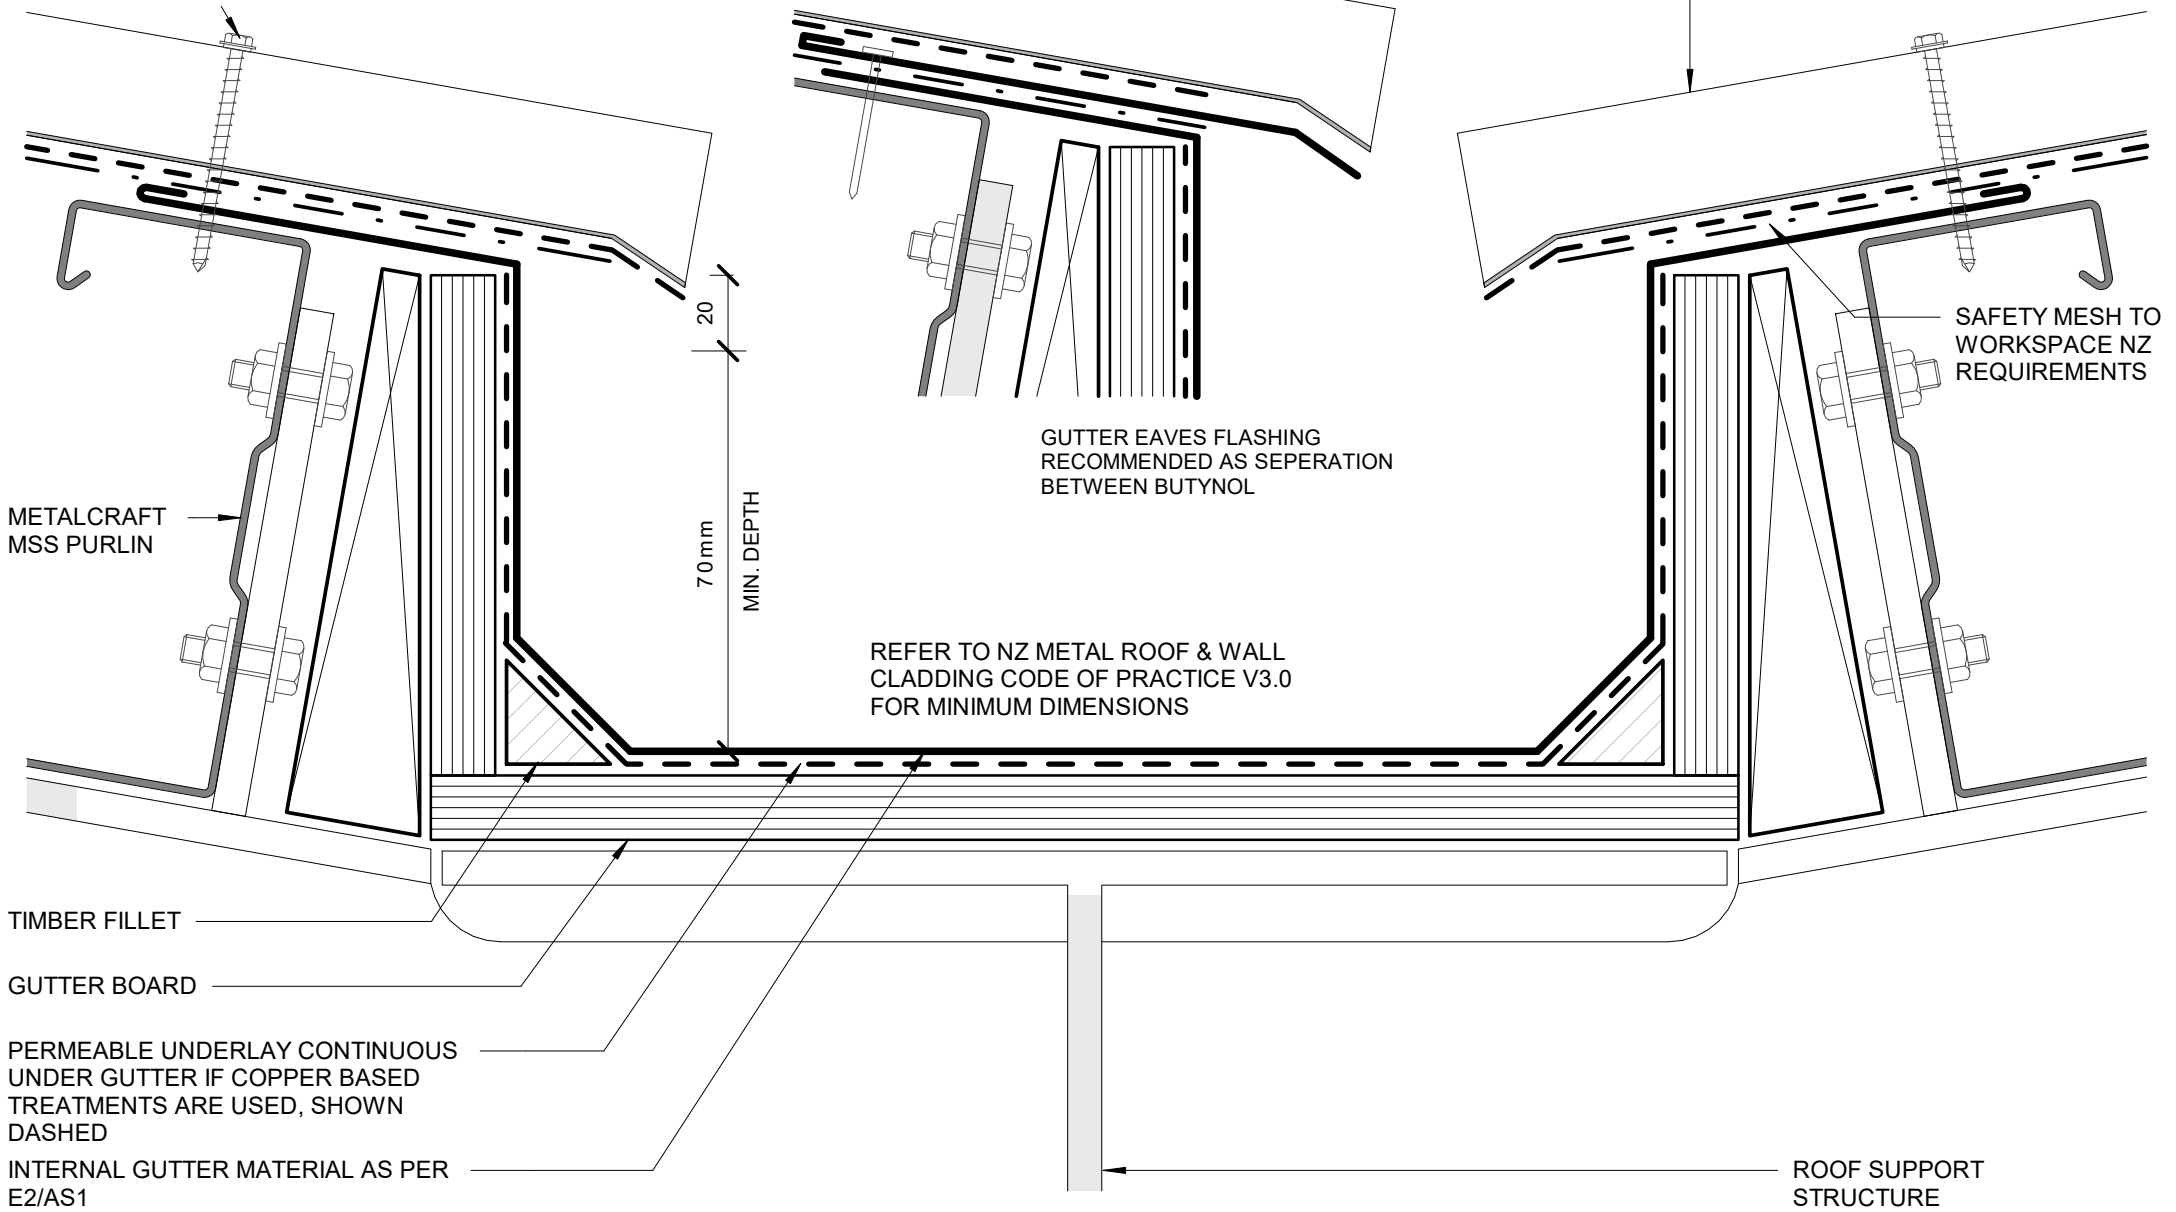 SAFETY MESH TO
WORKSPACE NZ
REQUIREMENTS
20
GUTTER EAVES FLASHING
RECOMMENDED AS SEPERATION
BETWEEN BUTYNOL
METALCRAFT
MSS PURLIN
70mm
MIN. DEPTH
REFER TO NZ METAL ROOF & WALL
CLADDING CODE OF PRACTICE V3.0
FOR MINIMUM DIMENSIONS
TIMBER FILLET
GUTTER BOARD
PERMEABLE UNDERLAY CONTINUOUS
UNDER GUTTER IF COPPER BASED
TREATMENTS ARE USED, SHOWN
DASHED
INTERNAL GUTTER MATERIAL AS PER
E2/AS1
ROOF SUPPORT
STRUCTURE